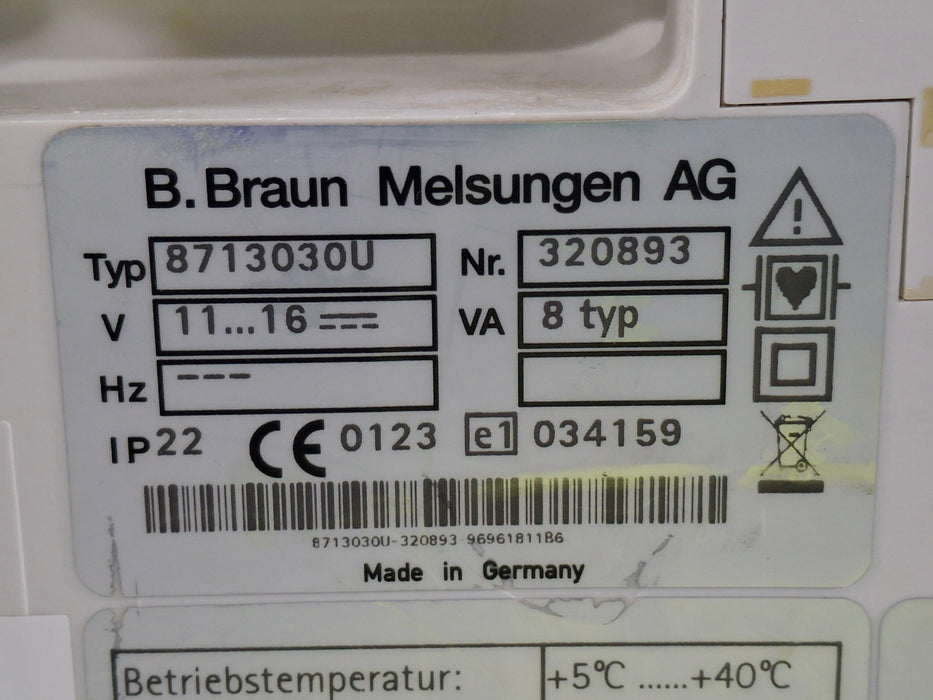 B. Braun Melsungen AG
Typ 8713030U Nr. 320893
V 11...16 VA 8 typ
Hz ---
IP22 CE 0123 e1 034159
8713030U-320893 96961811B6
Made in Germany
Betriebstemperatur: +5°C ......+40°C